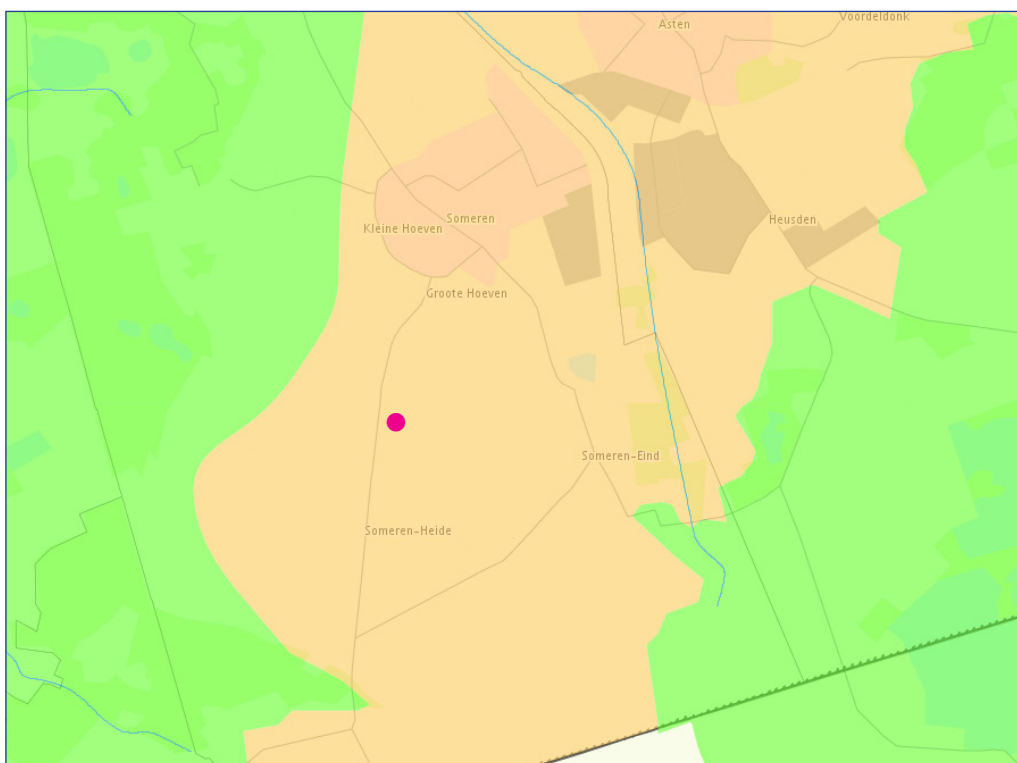 Voordeldonk
Asten
Someren
Heusden
Kleine Hoeven
Groote Hoeven
Someren-Eind
Someren-Heide